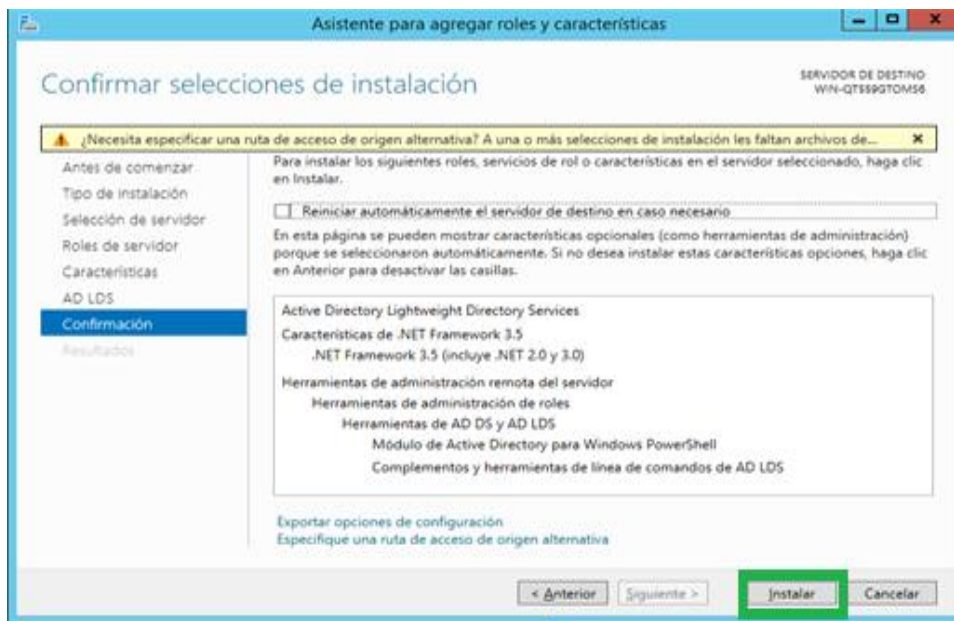 Asistente para agregar roles y características
Confirmar selecciones de instalación
SERVIDOR DE DESTINO
¿Necesita especificar una ruta de acceso de origen alternativa? A una o más selecciones de instalación les faltan archivos de...
Antes de comenzar
Tipo de instalación
Selección de servidor
Roles de servidor
Características
AD LDS
Confirmación
Resultados
Para instalar los siguientes roles, servicios de rol o características en el servidor seleccionado, haga clic
en Instalar.
Reiniciar automáticamente el servidor de destino en caso necesario
En esta página se pueden mostrar características opcionales (como herramientas de administración)
porque se seleccionaron automáticamente. Si no desea instalar estas características opciones, haga clic
en Anterior para desactivar las casillas.
Active Directory Lightweight Directory Services
Características de .NET Framework 3.5
.NET Framework 3.5 (incluye .NET 2.0 y 3.0)
Herramientas de administración remota del servidor
Herramientas de administración de roles
Herramientas de AD DS y AD LDS
Módulo de Active Directory para Windows PowerShell
Complementos y herramientas de línea de comandos de AD LDS
Exportar opciones de configuración
Especifique una ruta de acceso de origen alternativa
< Anterior
Siguiente >
Instalar
Cancelar